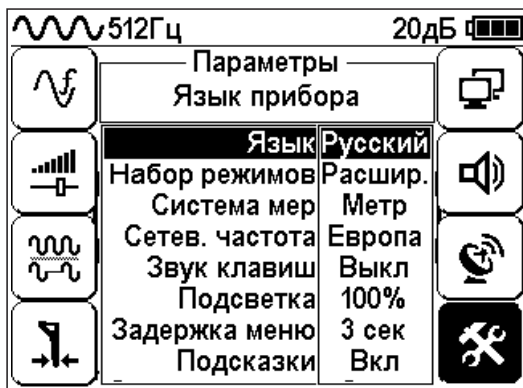 512Гц 20дБ
Параметры
Язык прибора
Язык Русский
Набор режимов Расшир.
Система мер Метр
Сетев. частота Европа
Звук клавиш Выкл
Подсветка 100%
Задержка меню 3 сек
Подсказки Вкл